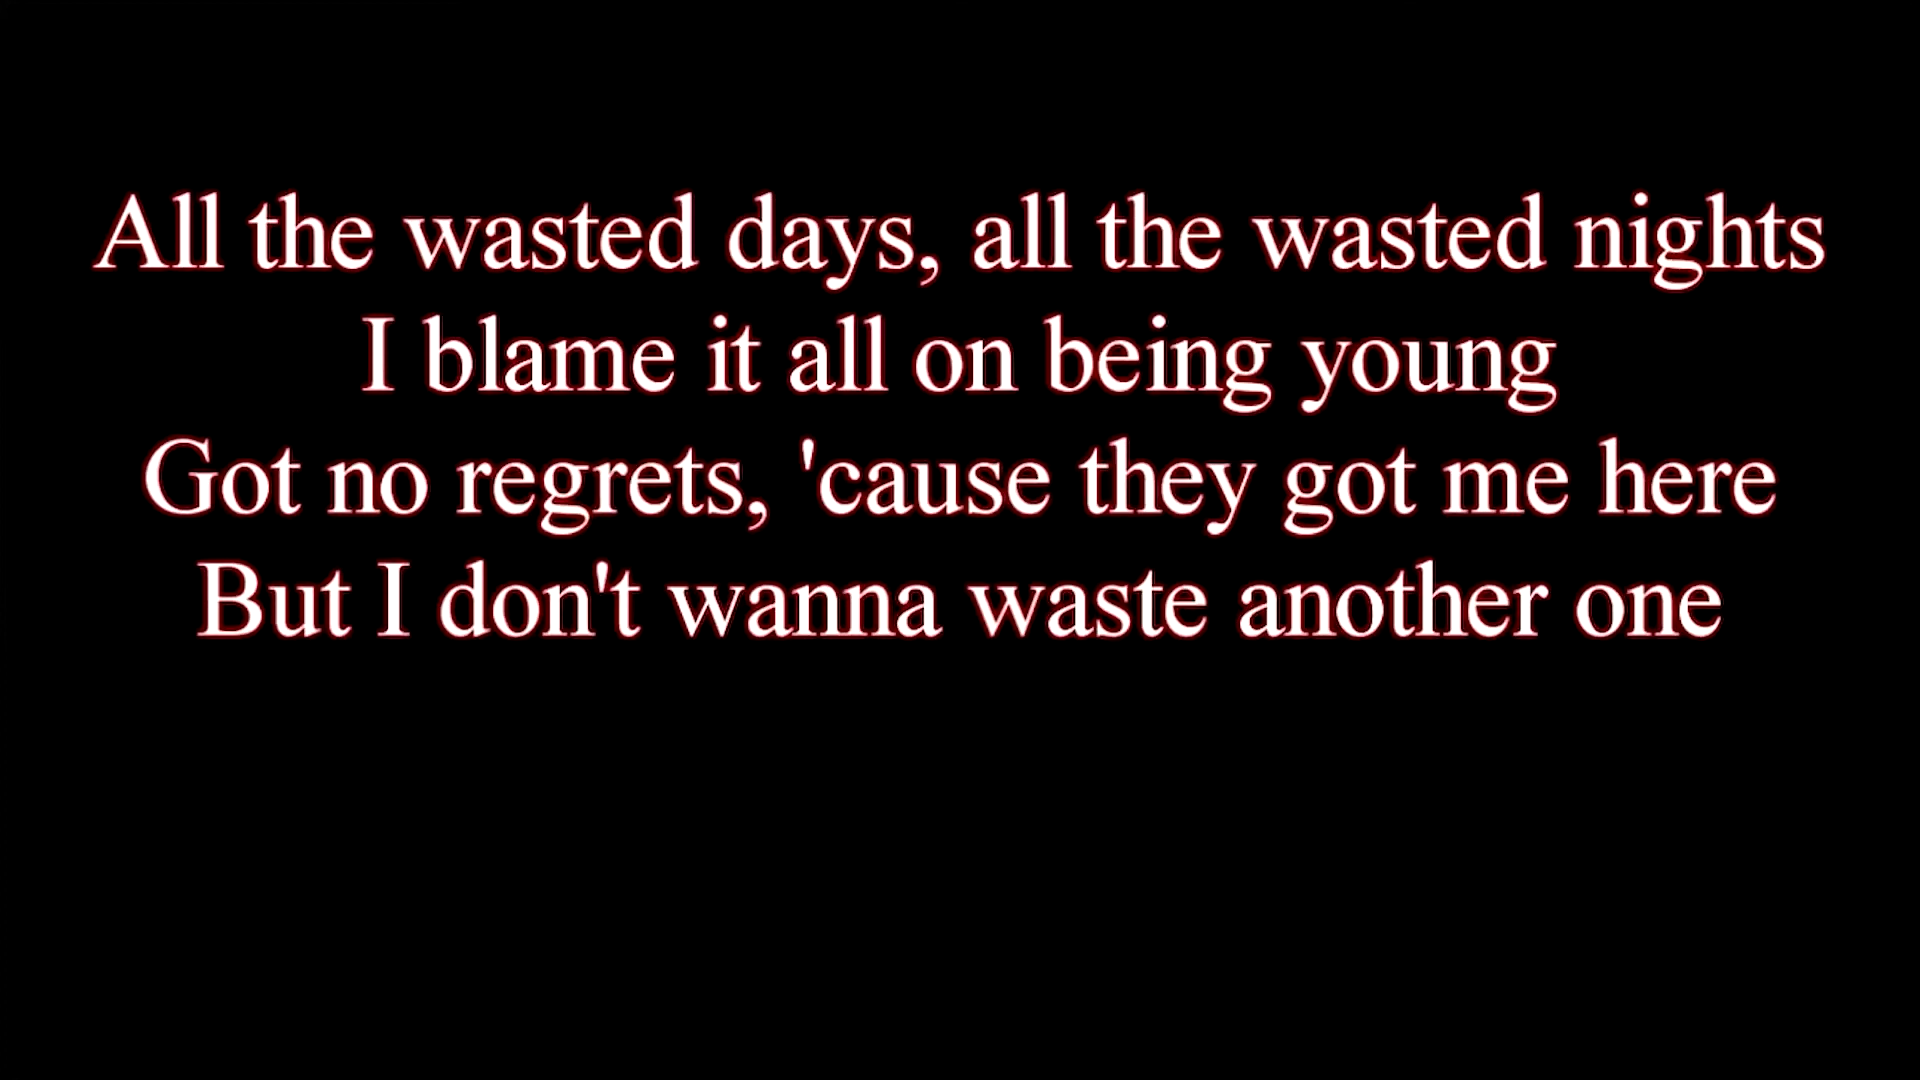 All the wasted days, all the wasted nights
I blame it all on being young
Got no regrets, 'cause they got me here
But I don't wanna waste another one